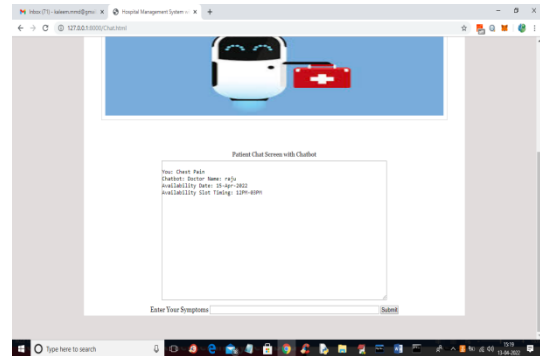 Inbox (71) - kaleem.mmd@gmai
Hospital Management System
127.0.0.1:8000/Chat.html
Patient Chat Screen with Chatbot
You: Chest Pain
Chatbot: Doctor Name: raju
Availability Date: 15-Apr-2022
Availability Slot Timing: 12PM-03PM
Enter Your Symptoms
Submit
Type here to search
15:19
13-04-2022